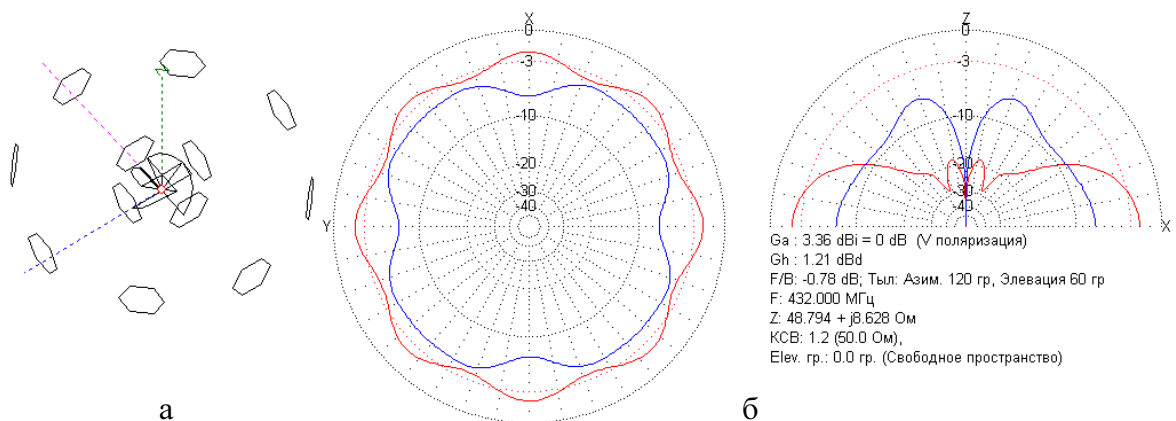 X
0
-3
-10
-20
-30
-40
Y
Z
0
-3
-10
-20
-30
-40
X
Ga : 3.36 dBi = 0 dB (V поляризация)
Gh : 1.21 dBd
F/B: -0.78 dB; Тыл: Азим. 120 гр, Элевация 60 гр
F: 432.000 МГц
Z: 48.794 + j8.628 Ом
КСВ: 1.2 (50.0 Ом),
Elev. гр.: 0.0 гр. (Свободное пространство)
а
б